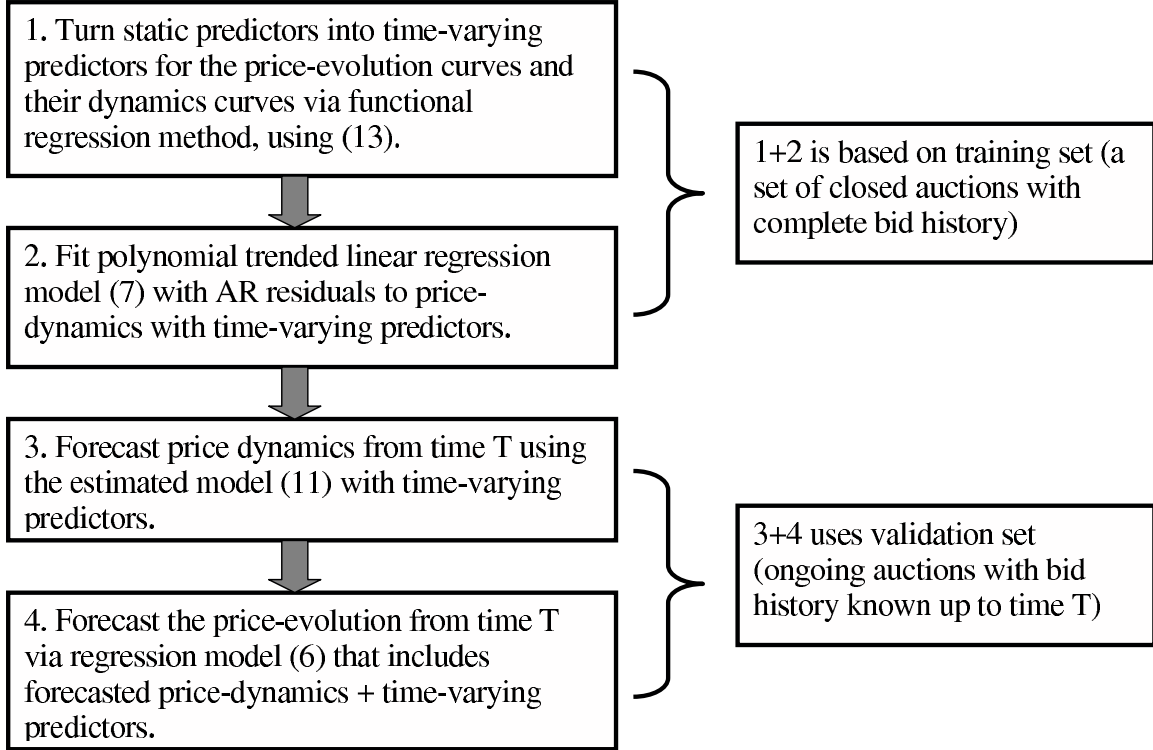 1. Turn static predictors into time-varying
predictors for the price-evolution curves and
their dynamics curves via functional
regression method, using (13).
2. Fit polynomial trended linear regression
model (7) with AR residuals to price-
dynamics with time-varying predictors.
1+2 is based on training set (a
set of closed auctions with
complete bid history)
3. Forecast price dynamics from time T using
the estimated model (11) with time-varying
predictors.
4. Forecast the price-evolution from time T
via regression model (6) that includes
forecasted price-dynamics + time-varying
predictors.
3+4 uses validation set
(ongoing auctions with bid
history known up to time T)